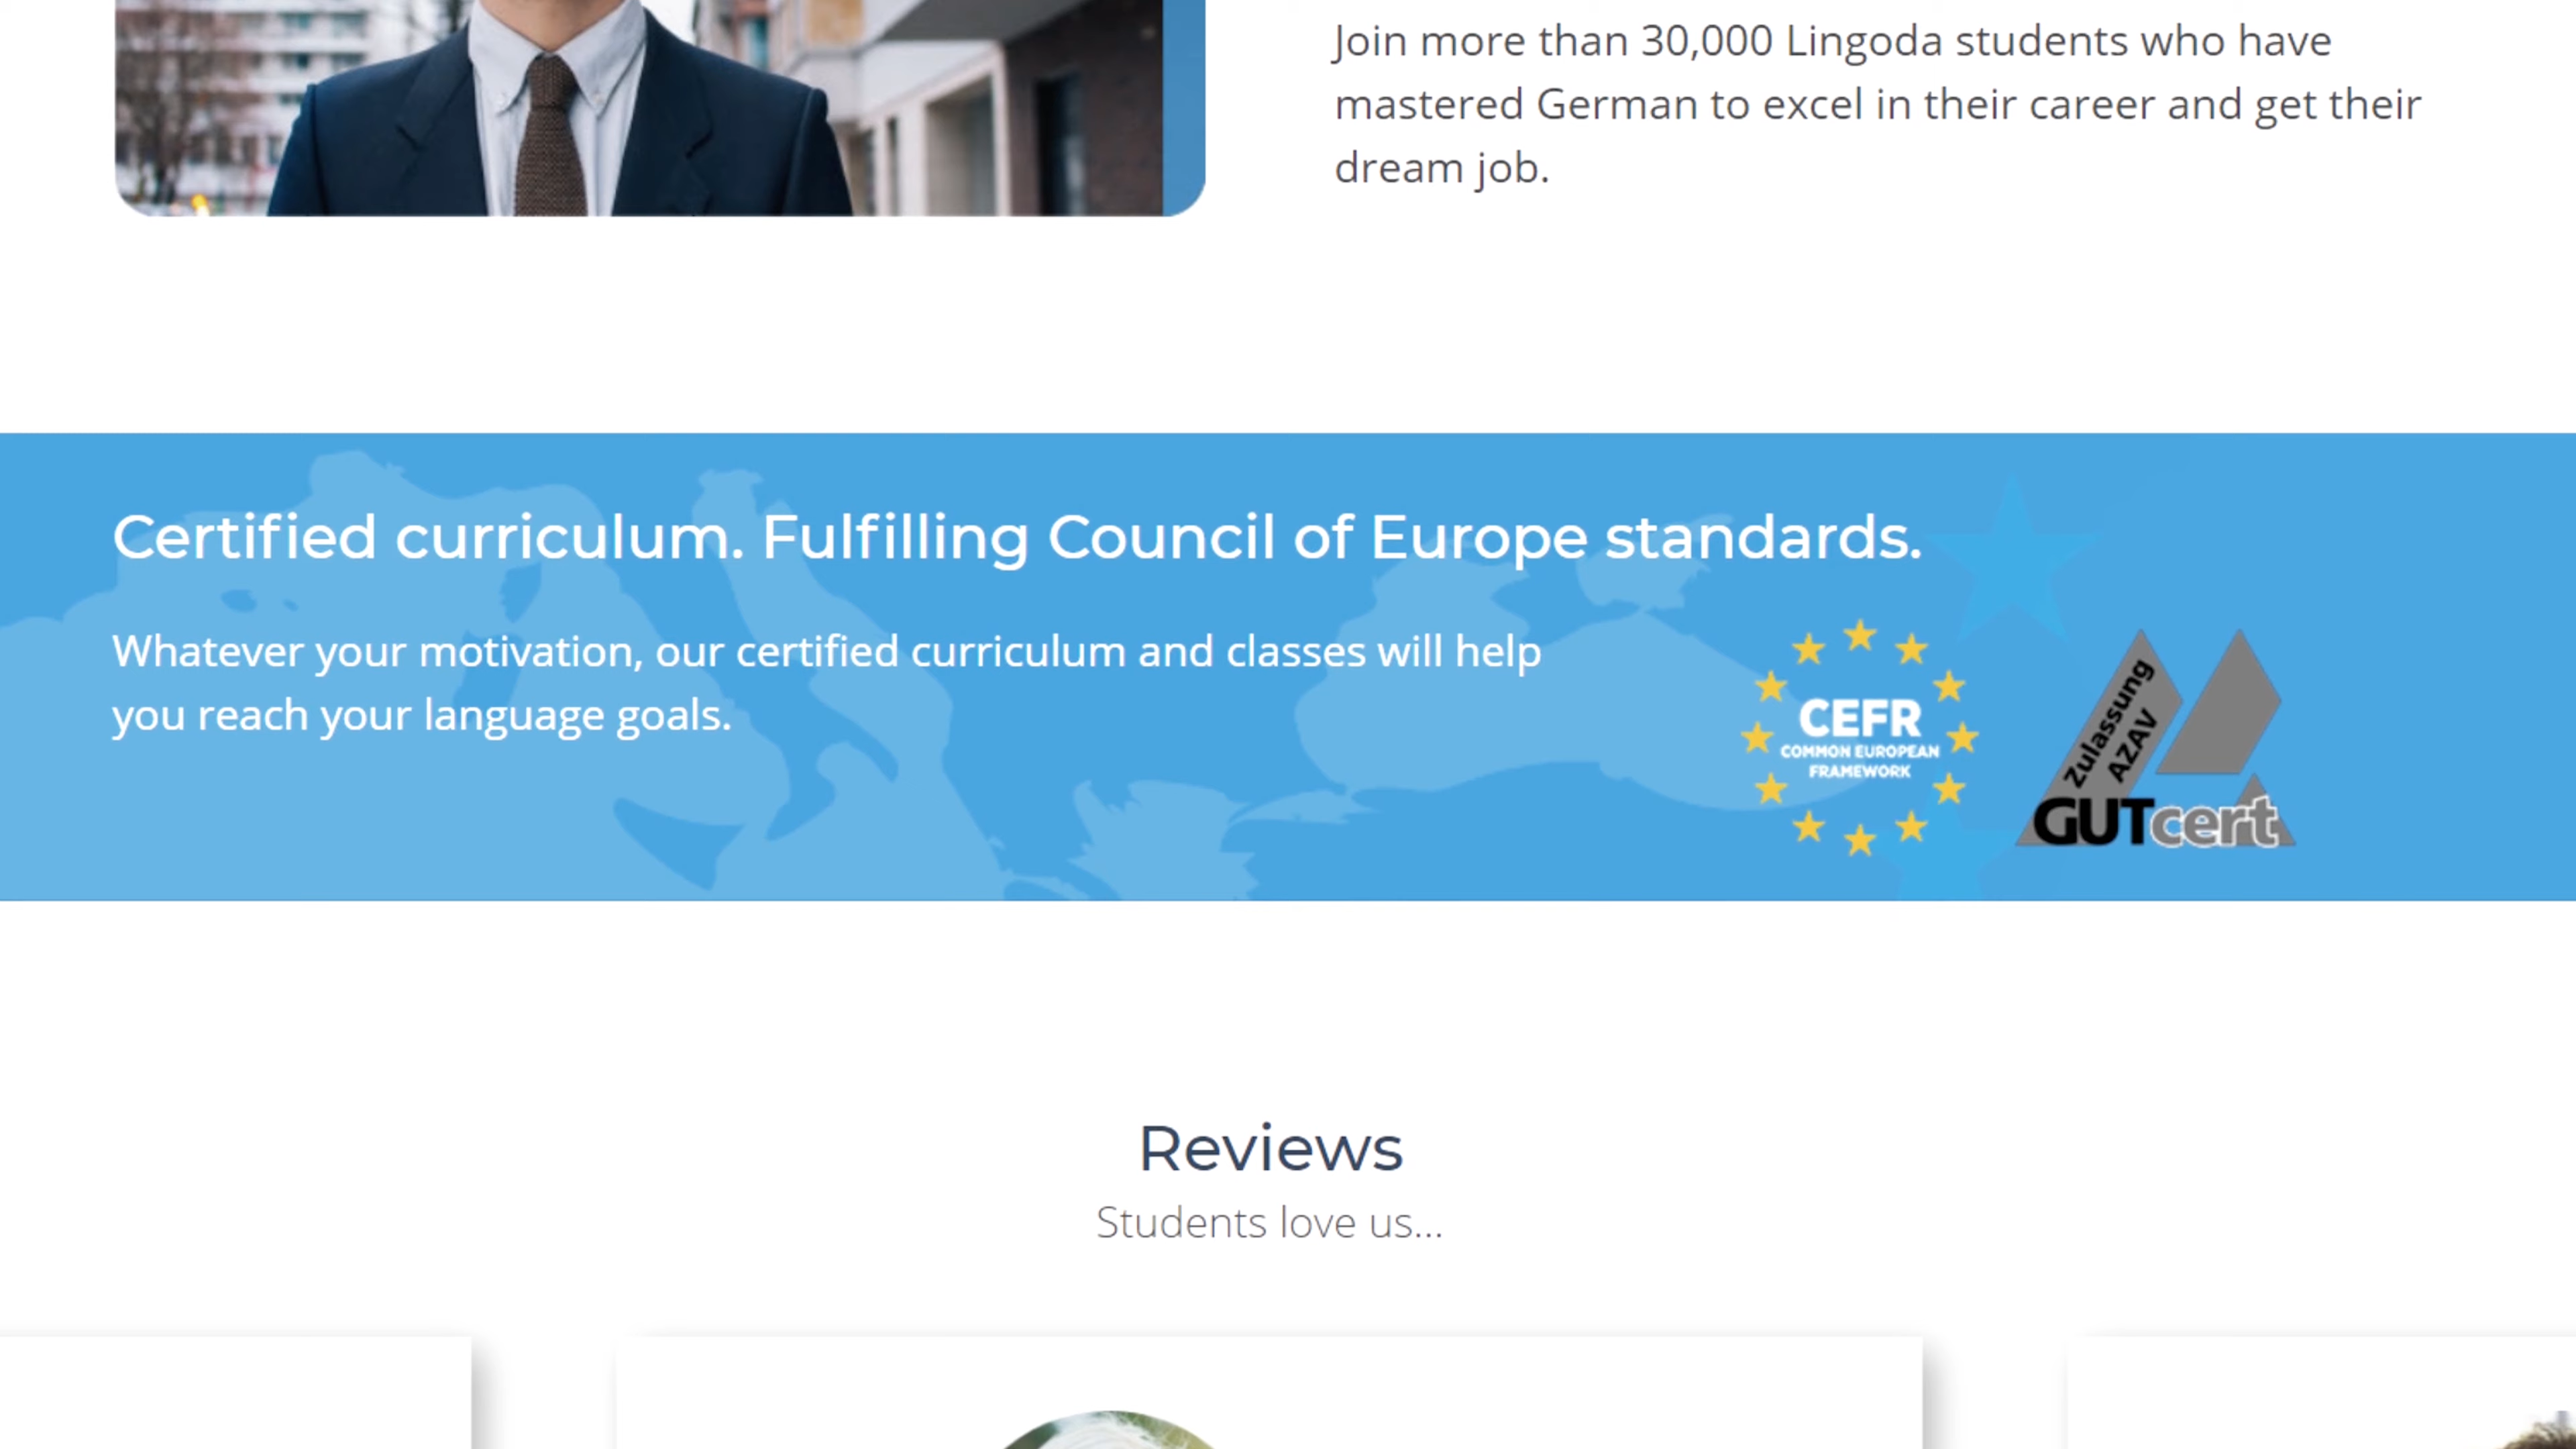 Join more than 30,000 Lingoda students who have
mastered German to excel in their career and get their
dream job.
Certified curriculum. Fulfilling Council of Europe standards.
Whatever your motivation, our certified curriculum and classes will help
you reach your language goals.
CEFR
COMMON EUROPEAN
FRAMEWORK
Zulassung
AZAV
GUTcert
Reviews
Students love us...